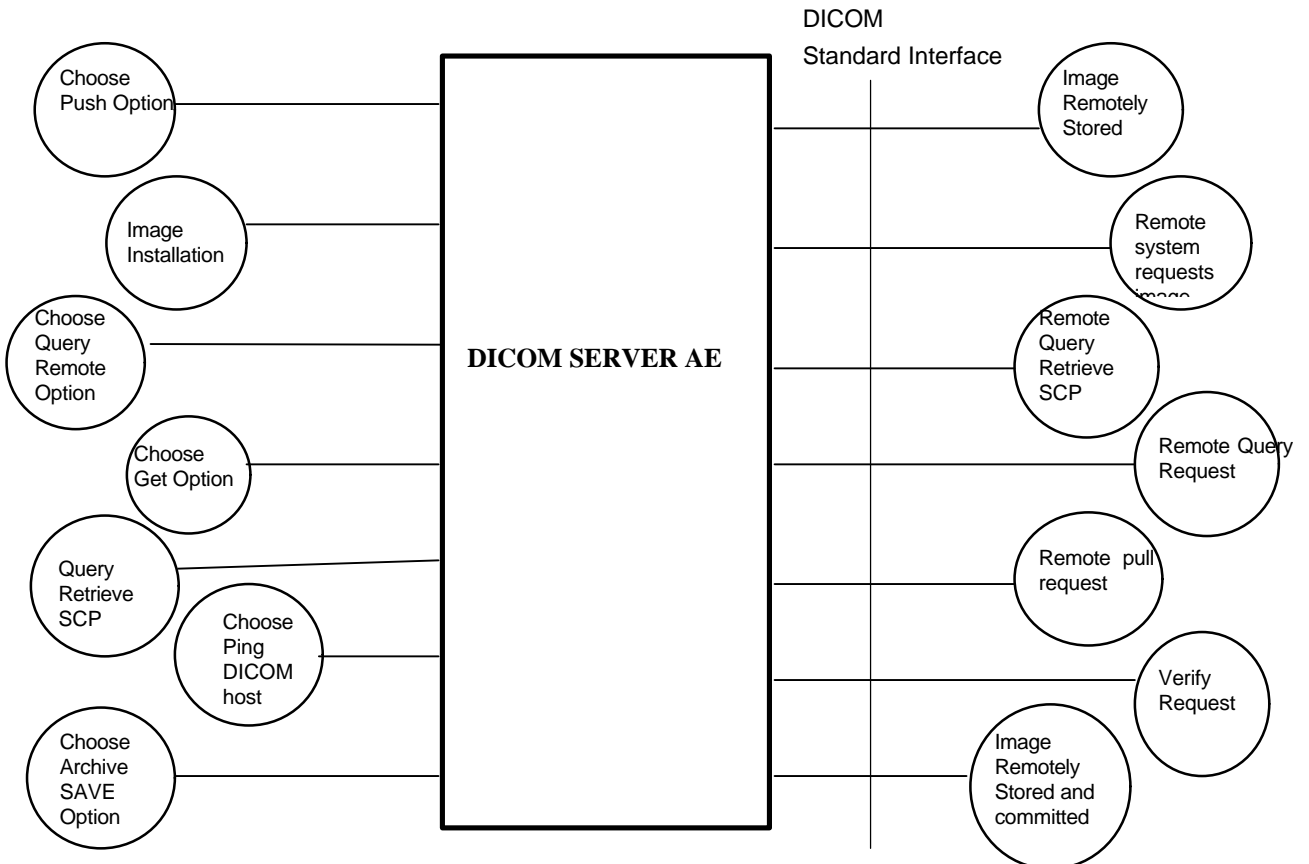 DICOM
Standard Interface
Choose
Push Option
Image
Installation
Choose
Query
Remote
Option
Choose
Get Option
Query
Retrieve
SCP
Choose
Ping
DICOM
host
Choose
Archive
SAVE
Option
DICOM SERVER AE
Image
Remotely
Stored
Remote
system
requests
image
Remote
Query
Retrieve
SCP
Remote Query
Request
Remote pull
request
Verify
Request
Image
Remotely
Stored and
committed